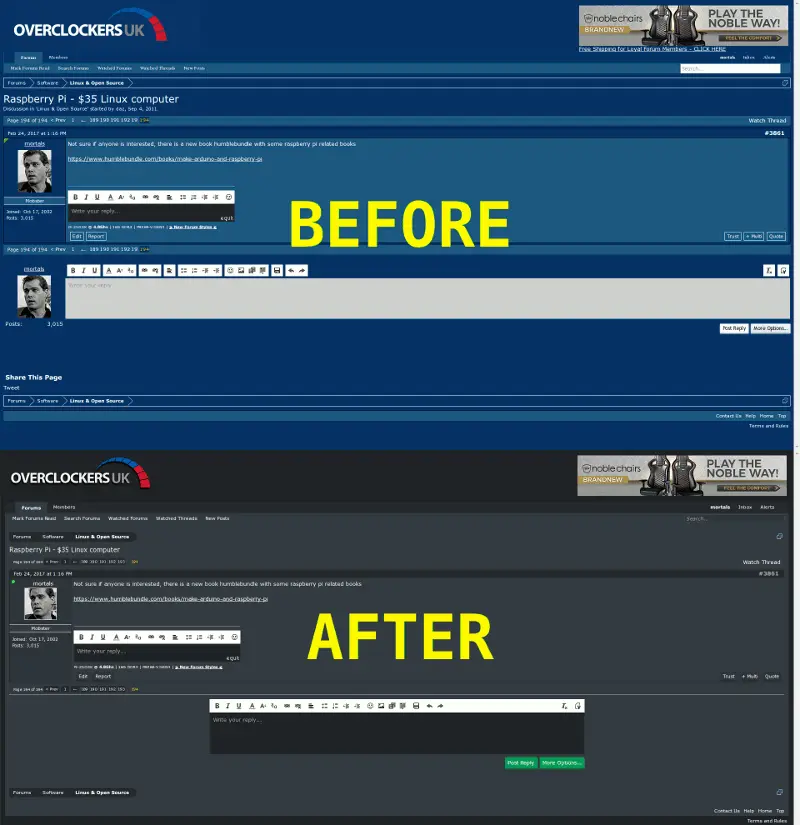 OVERCLOCKERS UK
noblechairs
BRANDNEW
PLAY THE
NOBLE WAY!
FEEL THE COMFORT
Free Shipping for Loyal Forum Members - CLICK HERE
Forums Members
mortals Inbox Alerts
Mark Forums Read Search Forums Watched Forums Watched Threads New Posts
Search...
Forums Software Linux & Open Source
Raspberry Pi - $35 Linux computer
Discussion in 'Linux & Open Source' started by daz, Sep 4, 2011.
Page 194 of 194 < Prev 1 ← 189 190 191 192 193 194
Watch Thread
Feb 24, 2017 at 1:16 PM
#3861
mortals
Not sure if anyone is interested, there is a new book humblebundle with some raspberry pi related books
https://www.humblebundle.com/books/make-arduino-and-raspberry-pi
Mobster
B I U
Write your reply...
Joined: Oct 17, 2002
Posts: 3,015
New Forum Styles
Edit Report
Trust + Multi Quote
BEFORE
Page 194 of 194 < Prev 1 ← 189 190 191 192 193 194
mortals
B I U
Write your reply
Posts: 3,015
Post Reply More Options...
Share This Page
Tweet
Forums Software Linux & Open Source
Contact Us Help Home Top
Terms and Rules
OVERCLOCKERS UK
noblechairs
BRANDNEW
PLAY THE
NOBLE WAY!
FEEL THE COMFORT
Forums Members
mortals Inbox Alerts
Mark Forums Read Search Forums Watched Forums Watched Threads New Posts
Search...
Forums Software Linux & Open Source
Raspberry Pi - $35 Linux computer
Page 194 of 194 < Prev 1 ← 189 190 191 192 193 194
Watch Thread
Feb 24, 2017 at 1:16 PM
#3861
mortals
Not sure if anyone is interested, there is a new book humblebundle with some raspberry pi related books
https://www.humblebundle.com/books/make-arduino-and-raspberry-pi
Mobster
B I U
Joined: Oct 17, 2002
Posts: 3,015
Write your reply...
New Forum Styles
Edit Report
Trust + Multi Quote
AFTER
Page 194 of 194 < Prev 1 ← 189 190 191 192 193 194
B I U
Write your reply...
Post Reply More Options...
Forums Software Linux & Open Source
Contact Us Help Home Top
Terms and Rules